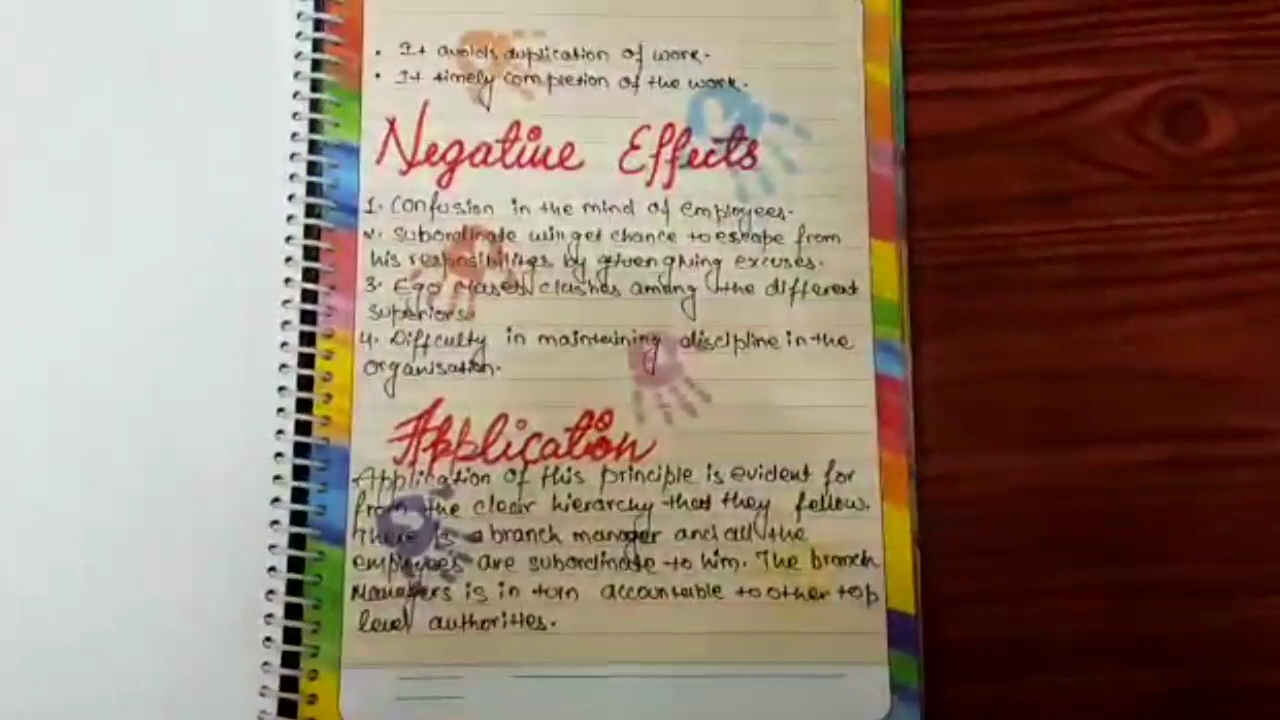 • It avoids duplication of work.
• It timely completion of the work.
Negative Effects
1. Confusion in the mind of employees.
2. Subordinate will get chance to escape from
his responsibilities by given giving excuses.
3. Ego clashes among the different
superiors.
4. Diffculty in maintaining discipline in the
organisation.
Application
Application of this principle is evident for
from the clear hierarchy that they fellow.
There is a branch manager and all the
employees are subordinate to him. The branch
Managers is in torn accountable to other top
level authorities.